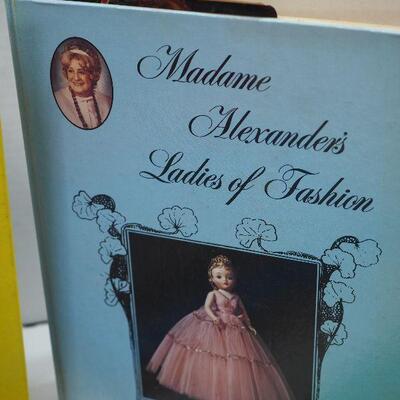 Madame
Alexander's
Ladies of Fashion